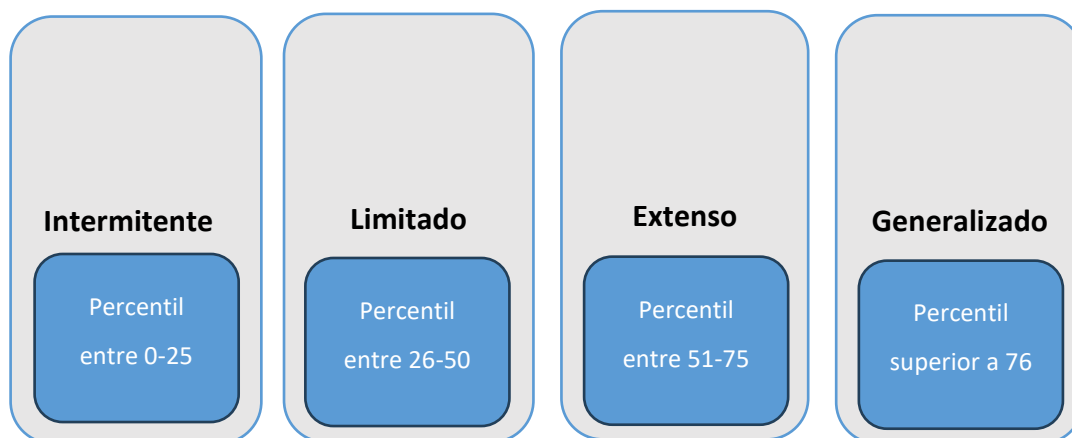 Intermitente
Percentil
entre 0-25
Limitado
Percentil
entre 26-50
Extenso
Percentil
entre 51-75
Generalizado
Percentil
superior a 76